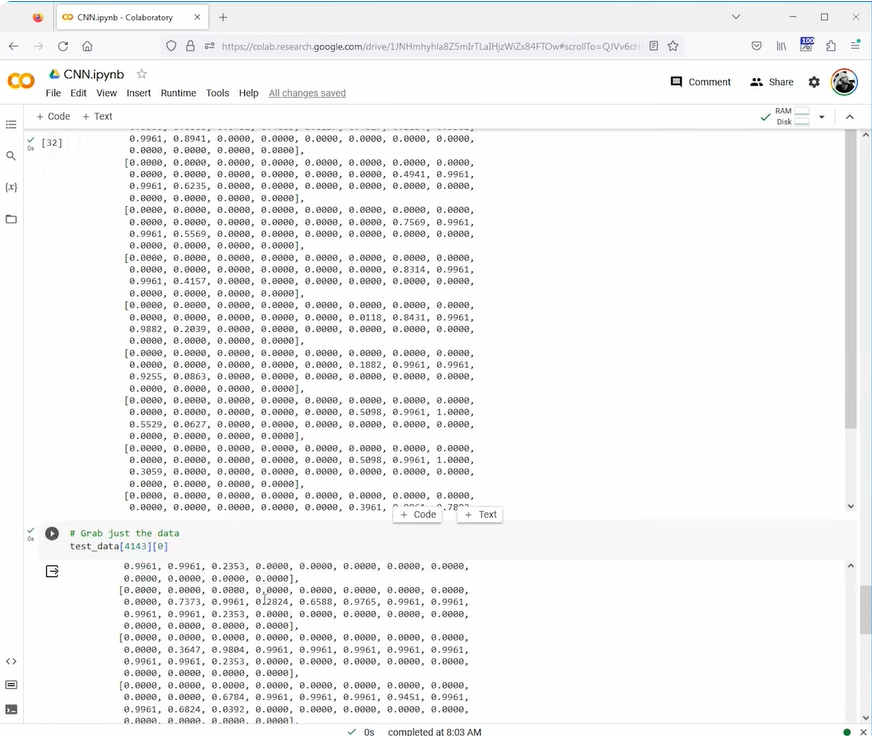 CNN.ipynb - Colaboratory
https://colab.research.google.com/drive/1JNHmhyhla8Z5mIrTLaIHjzWiZx84FTOw#scrollTo=QJVv6cH
100
CNN.ipynb
Comment
Share
File Edit View Insert Runtime Tools Help All changes saved
+ Code + Text
RAM
Disk
0s
[32]
0.9961, 0.8941, 0.0000, 0.0000, 0.0000, 0.0000, 0.0000, 0.0000,
0.0000, 0.0000, 0.0000, 0.0000],
[0.0000, 0.0000, 0.0000, 0.0000, 0.0000, 0.0000, 0.0000, 0.0000,
0.0000, 0.0000, 0.0000, 0.0000, 0.0000, 0.0000, 0.4941, 0.9961,
0.9961, 0.6235, 0.0000, 0.0000, 0.0000, 0.0000, 0.0000, 0.0000,
0.0000, 0.0000, 0.0000, 0.0000],
[0.0000, 0.0000, 0.0000, 0.0000, 0.0000, 0.0000, 0.0000, 0.0000,
0.0000, 0.0000, 0.0000, 0.0000, 0.0000, 0.0000, 0.7569, 0.9961,
0.9961, 0.5569, 0.0000, 0.0000, 0.0000, 0.0000, 0.0000, 0.0000,
0.0000, 0.0000, 0.0000, 0.0000],
[0.0000, 0.0000, 0.0000, 0.0000, 0.0000, 0.0000, 0.0000, 0.0000,
0.0000, 0.0000, 0.0000, 0.0000, 0.0000, 0.0000, 0.8314, 0.9961,
0.9961, 0.4157, 0.0000, 0.0000, 0.0000, 0.0000, 0.0000, 0.0000,
0.0000, 0.0000, 0.0000, 0.0000],
[0.0000, 0.0000, 0.0000, 0.0000, 0.0000, 0.0000, 0.0000, 0.0000,
0.0000, 0.0000, 0.0000, 0.0000, 0.0000, 0.0118, 0.8431, 0.9961,
0.9882, 0.2039, 0.0000, 0.0000, 0.0000, 0.0000, 0.0000, 0.0000,
0.0000, 0.0000, 0.0000, 0.0000],
[0.0000, 0.0000, 0.0000, 0.0000, 0.0000, 0.0000, 0.0000, 0.0000,
0.0000, 0.0000, 0.0000, 0.0000, 0.0000, 0.1882, 0.9961, 0.9961,
0.9255, 0.0863, 0.0000, 0.0000, 0.0000, 0.0000, 0.0000, 0.0000,
0.0000, 0.0000, 0.0000, 0.0000],
[0.0000, 0.0000, 0.0000, 0.0000, 0.0000, 0.0000, 0.0000, 0.0000,
0.0000, 0.0000, 0.0000, 0.0000, 0.0000, 0.5098, 0.9961, 1.0000,
0.5529, 0.0627, 0.0000, 0.0000, 0.0000, 0.0000, 0.0000, 0.0000,
0.0000, 0.0000, 0.0000, 0.0000],
[0.0000, 0.0000, 0.0000, 0.0000, 0.0000, 0.0000, 0.0000, 0.0000,
0.0000, 0.0000, 0.0000, 0.0000, 0.0000, 0.5098, 0.9961, 1.0000,
0.3059, 0.0000, 0.0000, 0.0000, 0.0000, 0.0000, 0.0000, 0.0000,
0.0000, 0.0000, 0.0000, 0.0000],
[0.0000, 0.0000, 0.0000, 0.0000, 0.0000, 0.0000, 0.0000, 0.0000,
0.0000, 0.0000, 0.0000, 0.0000, 0.0000, 0.3961,
+ Code + Text
0s
# Grab just the data
test_data[4143][0]
0.9961, 0.9961, 0.2353, 0.0000, 0.0000, 0.0000, 0.0000, 0.0000,
0.0000, 0.0000, 0.0000, 0.0000],
[0.0000, 0.0000, 0.0000, 0.0000, 0.0000, 0.0000, 0.0000, 0.0000,
0.0000, 0.7373, 0.9961, 0.2824, 0.6588, 0.9765, 0.9961, 0.9961,
0.9961, 0.9961, 0.2353, 0.0000, 0.0000, 0.0000, 0.0000, 0.0000,
0.0000, 0.0000, 0.0000, 0.0000],
[0.0000, 0.0000, 0.0000, 0.0000, 0.0000, 0.0000, 0.0000, 0.0000,
0.0000, 0.3647, 0.9804, 0.9961, 0.9961, 0.9961, 0.9961, 0.9961,
0.9961, 0.9961, 0.2353, 0.0000, 0.0000, 0.0000, 0.0000, 0.0000,
0.0000, 0.0000, 0.0000, 0.0000],
[0.0000, 0.0000, 0.0000, 0.0000, 0.0000, 0.0000, 0.0000, 0.0000,
0.0000, 0.0000, 0.6784, 0.9961, 0.9961, 0.9961, 0.9451, 0.9961,
0.9961, 0.6824, 0.0392, 0.0000, 0.0000, 0.0000, 0.0000, 0.0000,
0.0000, 0.0000, 0.0000, 0.0000],
0s completed at 8:03 AM